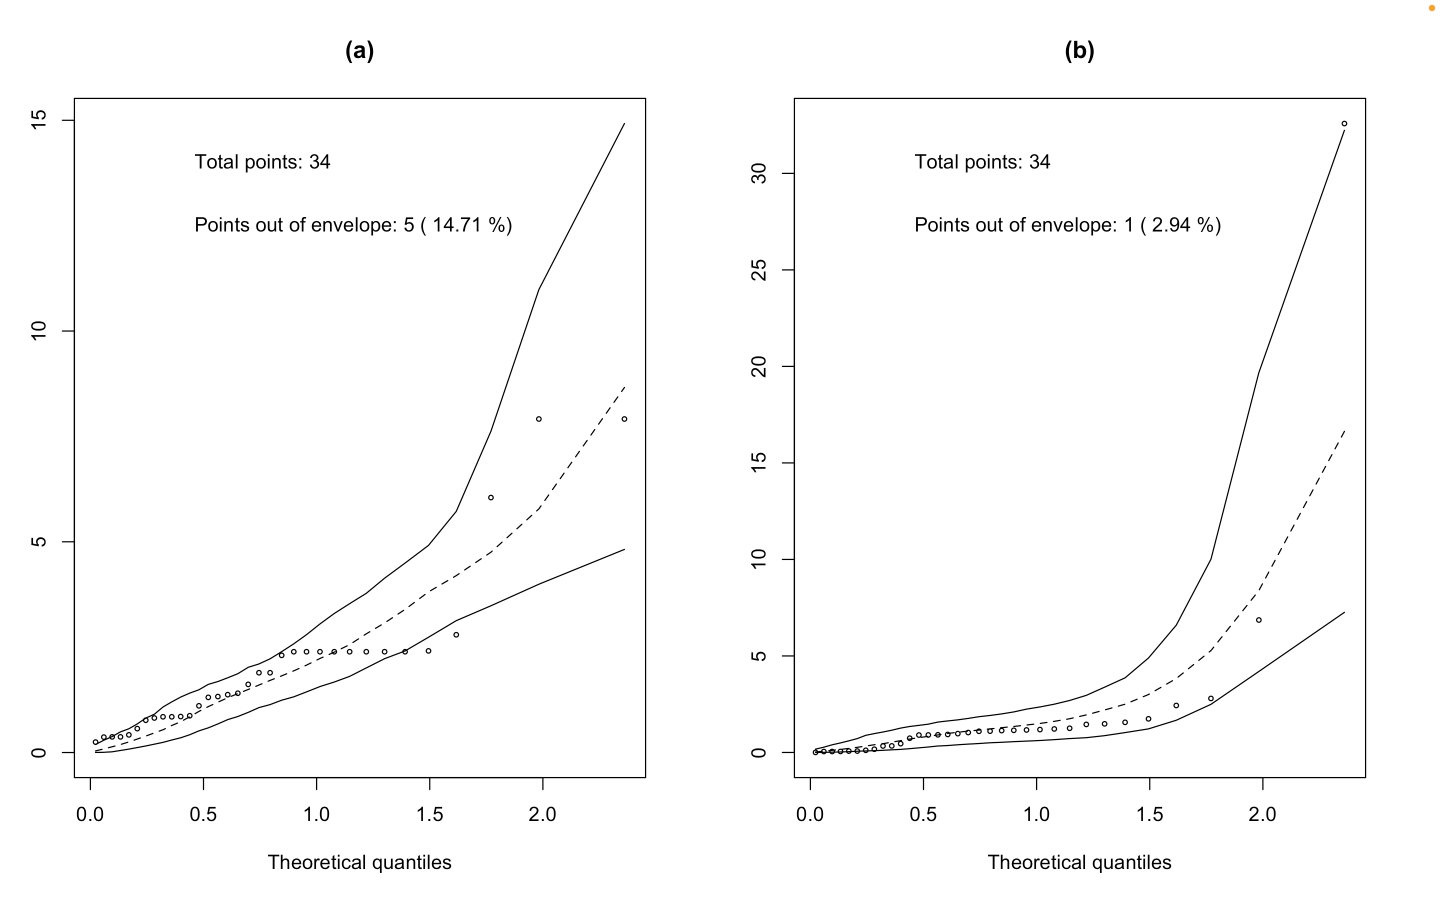 (a)
15
10
5
0
Total points: 34
Points out of envelope: 5 ( 14.71 %)
0.0 0.5 1.0 1.5 2.0
Theoretical quantiles
(b)
30
25
20
15
10
5
0
Total points: 34
Points out of envelope: 1 ( 2.94 %)
0.0 0.5 1.0 1.5 2.0
Theoretical quantiles